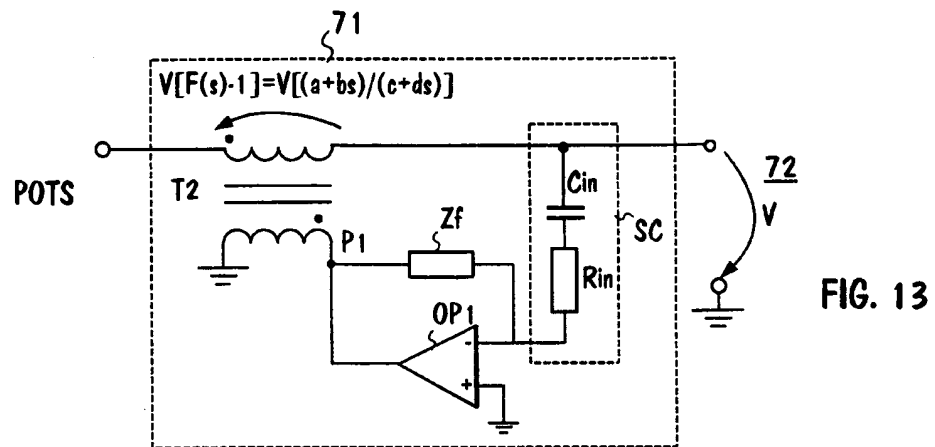 71
V[F(s)-1]=V[(a+bs)/(c+ds)]
POTS
T2
P1
Zf
OP1
-
+
Cin
Rin
SC
72
V
FIG. 13